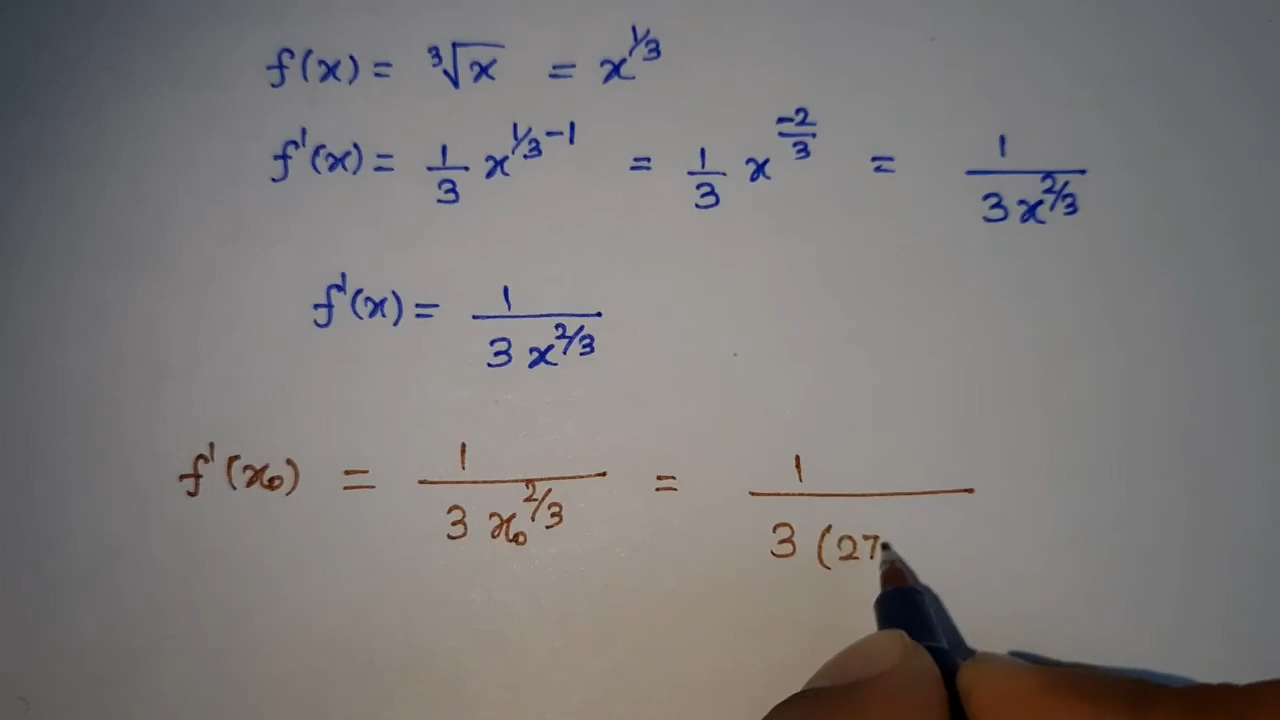 f(x) = ∛x = x^1/3
f'(x) = 1/3 x^1/3-1 = 1/3 x^-2/3 = 1/3x^2/3
f'(x) = 1/3x^2/3
f'(x₀) = 1/3x₀^2/3 = 1/3(27